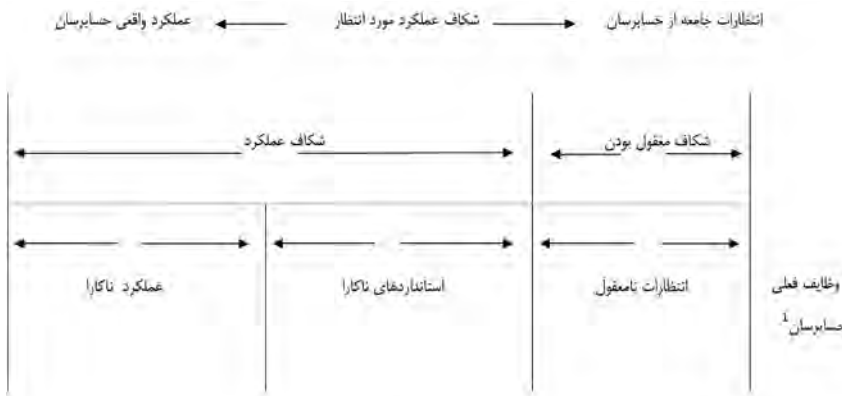 انتظارات جامعه از حسابرسان شکاف عملکرد مورد انتظار عملکرد واقعی حسابرسان
شکاف معقول بودن شکاف عملکرد
وظایف فعلی انتظارات نامعقول استانداردهای ناکارا عملکرد ناکارا
حسابرسان1